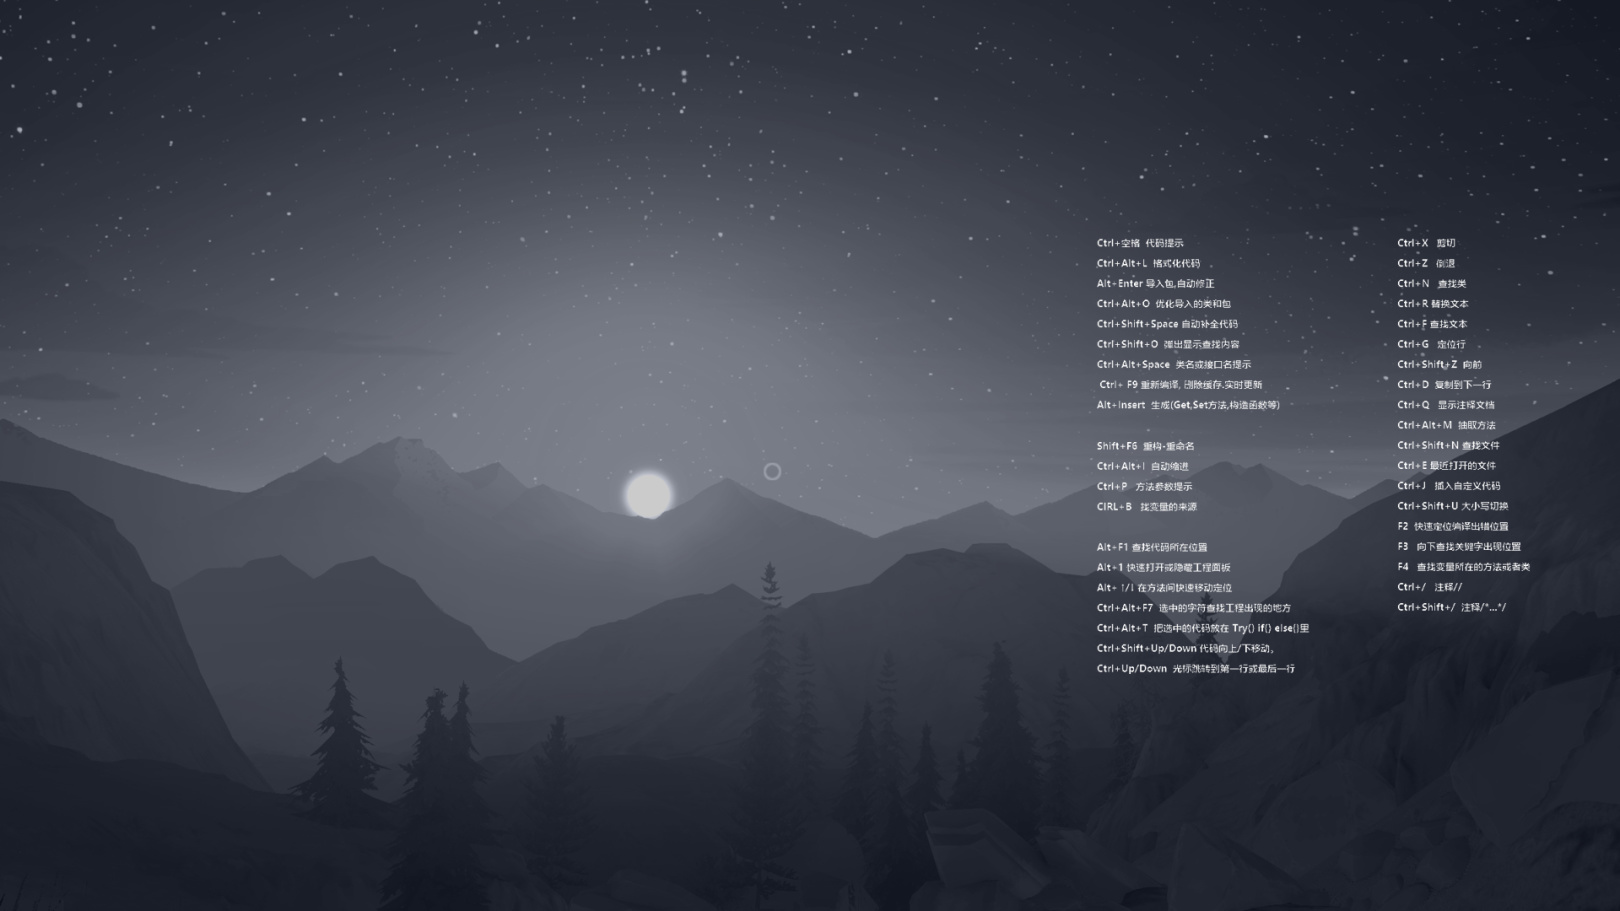 Ctrl+空格 代码提示
Ctrl+Alt+L 格式化代码
Alt+Enter 导入包,自动修正
Ctrl+Alt+O 优化导入的类和包
Ctrl+Shift+Space 自动补全代码
Ctrl+Shift+O 弹出显示查找内容
Ctrl+Alt+Space 类名或接口名提示
Ctrl+ F9 重新编译, 删除缓存.实时更新
Alt+Insert 生成(Get,Set方法,构造函数等)
Shift+F6 重构-重命名
Ctrl+Alt+I 自动缩进
Ctrl+P 方法参数提示
CIRL+B 找变量的来源
Alt+F1 查找代码所在位置
Alt+1 快速打开或隐藏工程面板
Alt+ ↑/↓ 在方法间快速移动定位
Ctrl+Alt+F7 选中的字符查找工程出现的地方
Ctrl+Alt+T 把选中的代码放在 Try{} if{} else{}里
Ctrl+Shift+Up/Down 代码向上/下移动。
Ctrl+Up/Down 光标跳转到第一行或最后一行
Ctrl+X 剪切
Ctrl+Z 倒退
Ctrl+N 查找类
Ctrl+R 替换文本
Ctrl+F 查找文本
Ctrl+G 定位行
Ctrl+Shift+Z 向前
Ctrl+D 复制到下一行
Ctrl+Q 显示注释文档
Ctrl+Alt+M 抽取方法
Ctrl+Shift+N 查找文件
Ctrl+E 最近打开的文件
Ctrl+J 插入自定义代码
Ctrl+Shift+U 大小写切换
F2 快速定位编译出错位置
F3 向下查找关键字出现位置
F4 查找变量所在的方法或者类
Ctrl+/ 注释//
Ctrl+Shift+/ 注释/*...*/